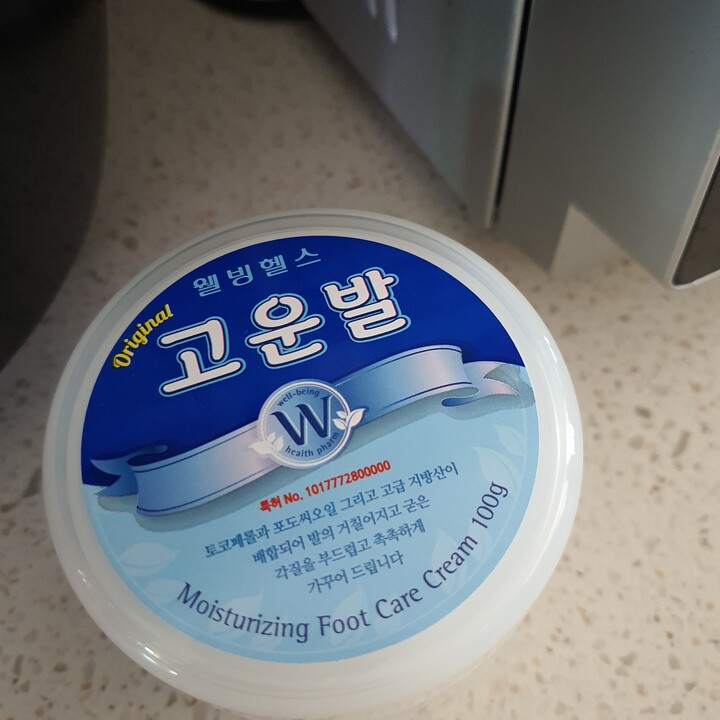 웰빙헬스
Original
고운발
well-being
W
health pharm
특허 No. 1017772800000
토코페롤과 포도씨오일 그리고 고급 지방산이
배합되어 발의 거칠어지고 굳은
각질을 부드럽고 촉촉하게
가꾸어 드립니다
Moisturizing Foot Care Cream 100g